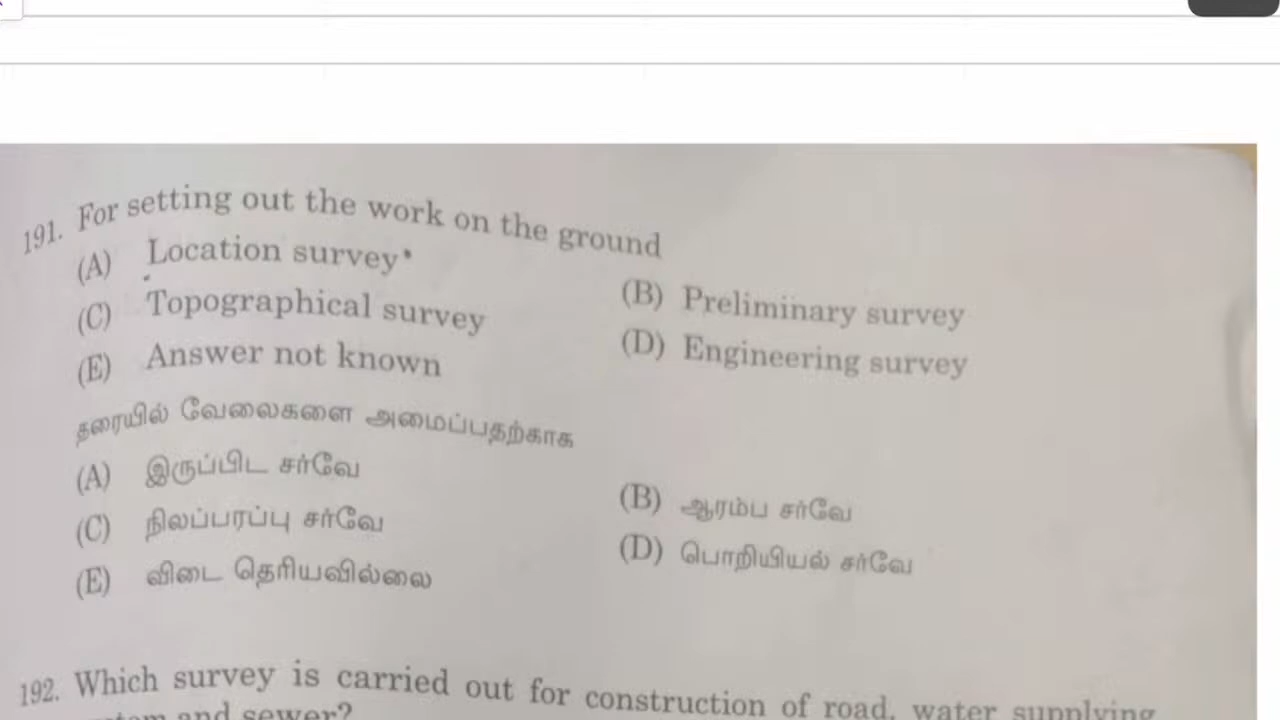 191. For setting out the work on the ground
(A) Location survey
(B) Preliminary survey
(C) Topographical survey
(D) Engineering survey
(E) Answer not known
தரையில் வேலைகளை அமைப்பதற்காக
(A) இருப்பிட சர்வே
(B) ஆரம்ப சர்வே
(C) நிலப்பரப்பு சர்வே
(D) பொறியியல் சர்வே
(E) விடை தெரியவில்லை
192. Which survey is carried out for construction of road, water supplying
and sewer?